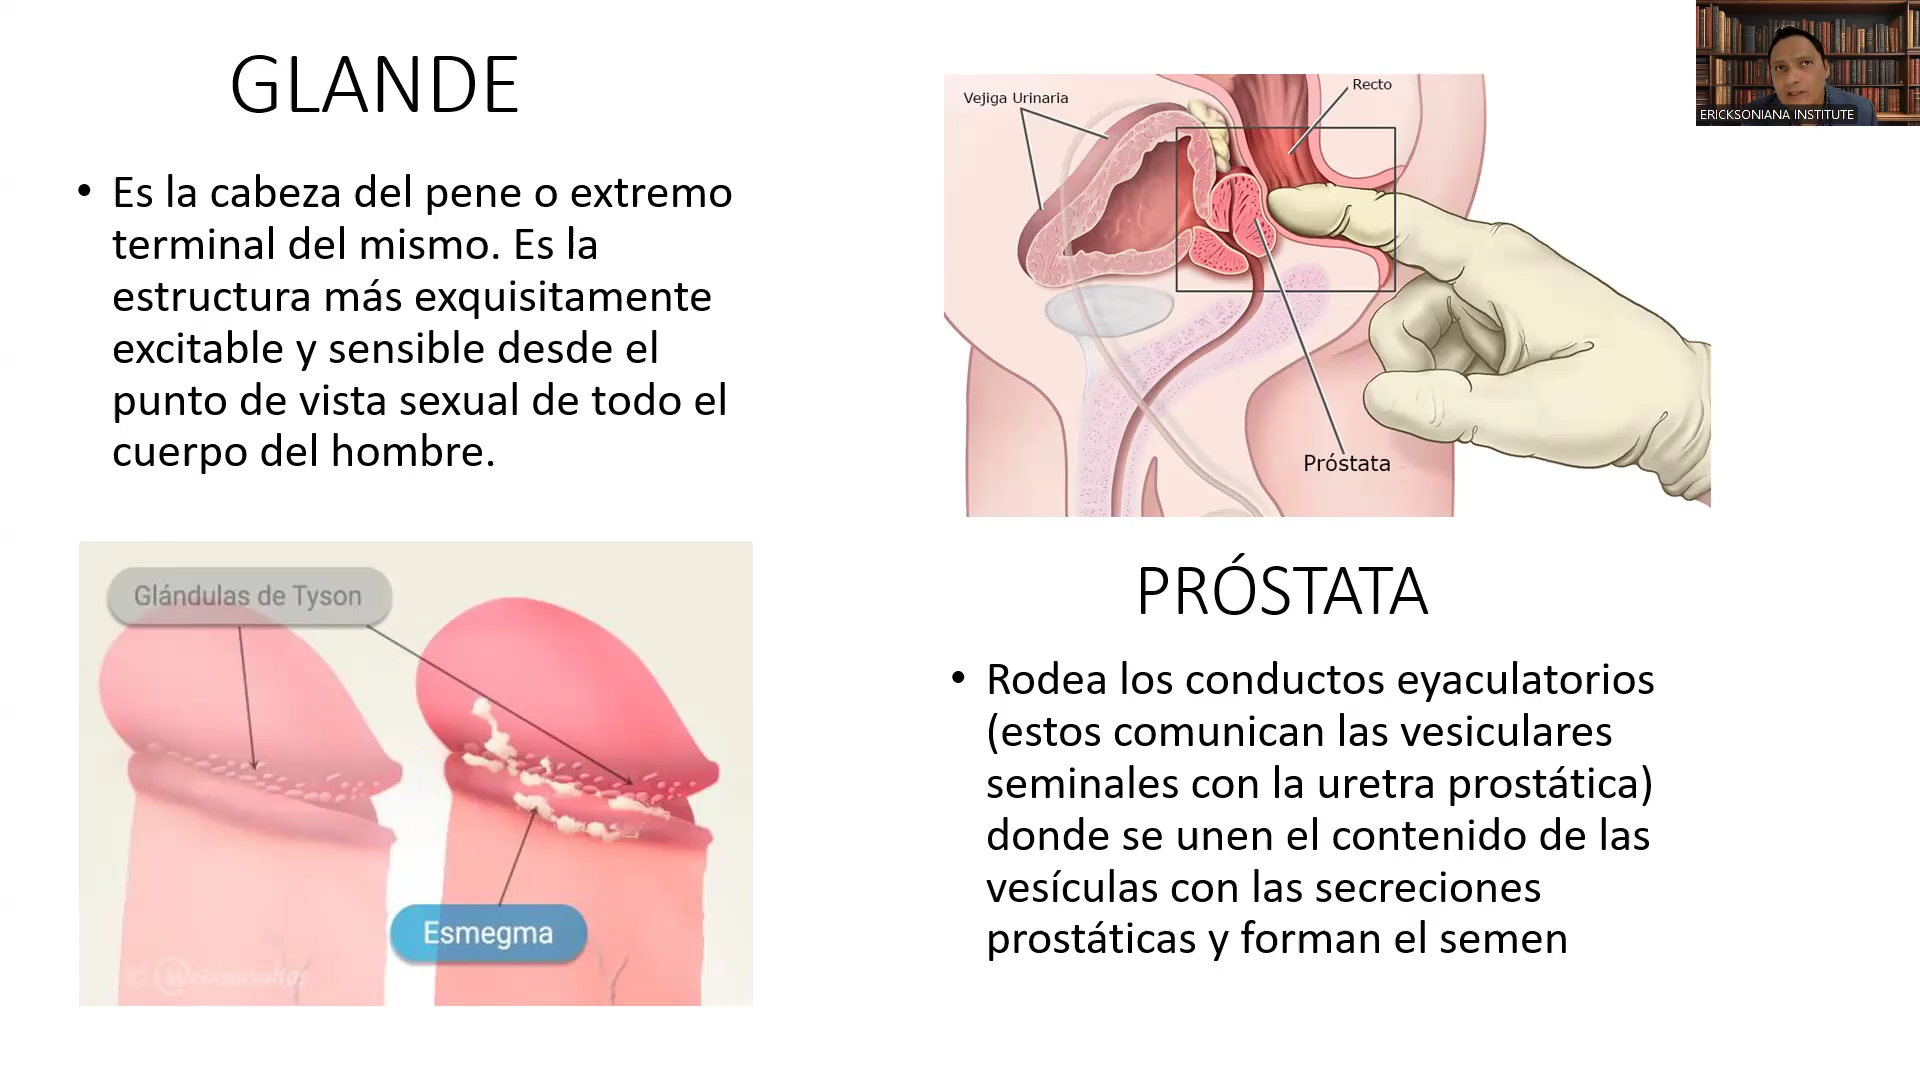 GLANDE
• Es la cabeza del pene o extremo
terminal del mismo. Es la
estructura más exquisitamente
excitable y sensible desde el
punto de vista sexual de todo el
cuerpo del hombre.
Glándulas de Tyson
Esmegma
© Webconsultas
Vejiga Urinaria
Recto
Próstata
PRÓSTATA
• Rodea los conductos eyaculatorios
(estos comunican las vesiculares
seminales con la uretra prostática)
donde se unen el contenido de las
vesículas con las secreciones
prostáticas y forman el semen
ERICKSONIANA INSTITUTE